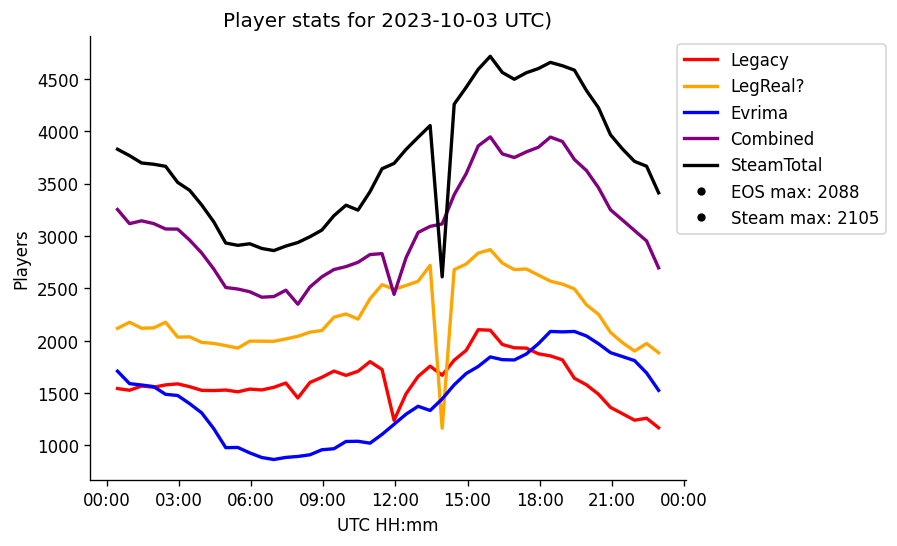 Player stats for 2023-10-03 UTC)
Legacy
LegReal?
Evrima
Combined
SteamTotal
EOS max: 2088
Steam max: 2105
Players
4500
4000
3500
3000
2500
2000
1500
1000
00:00 03:00 06:00 09:00 12:00 15:00 18:00 21:00 00:00
UTC HH:mm